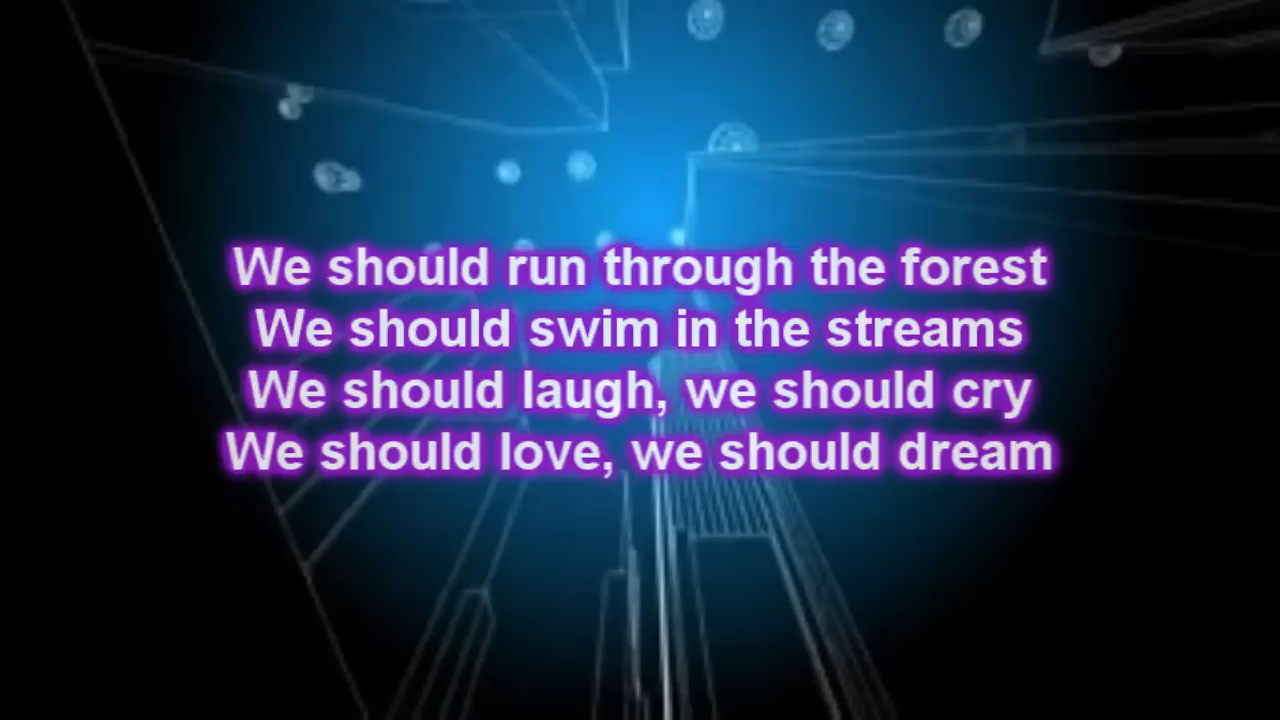 We should run through the forest
We should swim in the streams
We should laugh, we should cry
We should love, we should dream